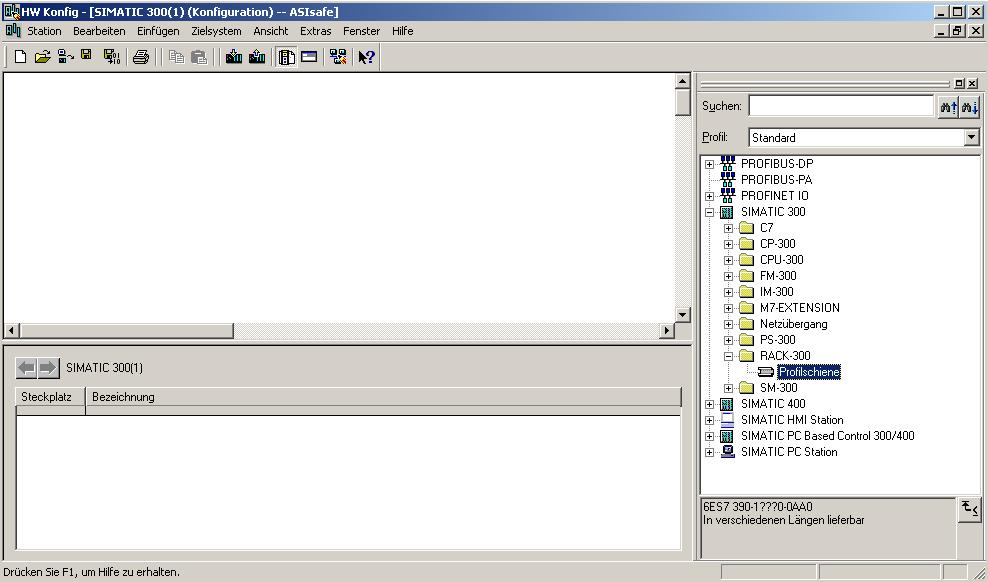 HW Konfig - [SIMATIC 300(1) (Konfiguration) -- ASIsafe]
Station Bearbeiten Einfügen Zielsystem Ansicht Extras Fenster Hilfe
Suchen:
Profil: Standard
PROFIBUS-DP
PROFIBUS-PA
PROFINET IO
SIMATIC 300
C7
CP-300
CPU-300
FM-300
IM-300
M7-EXTENSION
Netzübergang
PS-300
RACK-300
Profilschiene
SM-300
SIMATIC 400
SIMATIC HMI Station
SIMATIC PC Based Control 300/400
SIMATIC PC Station
SIMATIC 300(1)
Steckplatz Bezeichnung
6ES7 390-1???0-0AA0
In verschiedenen Längen lieferbar
Drücken Sie F1, um Hilfe zu erhalten.